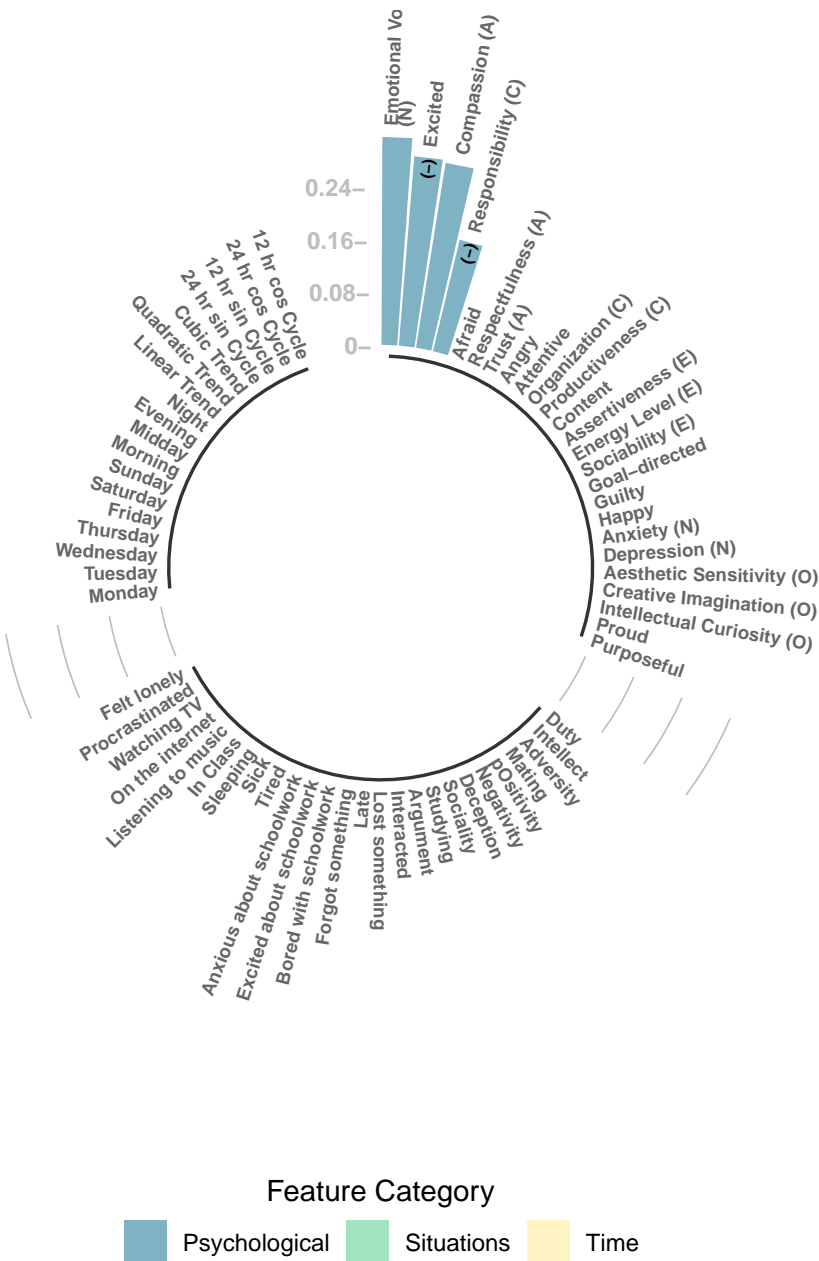 Emotional Vo
(N)
Excited
(−)
Compassion (A)
Responsibility (C)
(−)
Afraid
Respectfulness (A)
Trust (A)
Angry
Attentive
Organization (C)
Productiveness (C)
Content
Assertiveness (E)
Energy Level (E)
Sociability (E)
Goal−directed
Guilty
Happy
Anxiety (N)
Depression (N)
Aesthetic Sensitivity (O)
Creative Imagination (O)
Intellectual Curiosity (O)
Proud
Purposeful
Duty
Intellect
Adversity
Mating
pOsitivity
Negativity
Deception
Sociality
Studying
Argument
Interacted
Lost something
Late
Forgot something
Bored with schoolwork
Excited about schoolwork
Anxious about schoolwork
Tired
Sick
Sleeping
In Class
Listening to music
On the internet
Watching TV
Procrastinated
Felt lonely
Monday
Tuesday
Wednesday
Thursday
Friday
Saturday
Sunday
Morning
Midday
Evening
Night
Linear Trend
Quadratic Trend
Cubic Trend
24 hr sin Cycle
12 hr sin Cycle
24 hr cos Cycle
12 hr cos Cycle
0.24−
0.16−
0.08−
0−
Feature Category
Psychological
Situations
Time